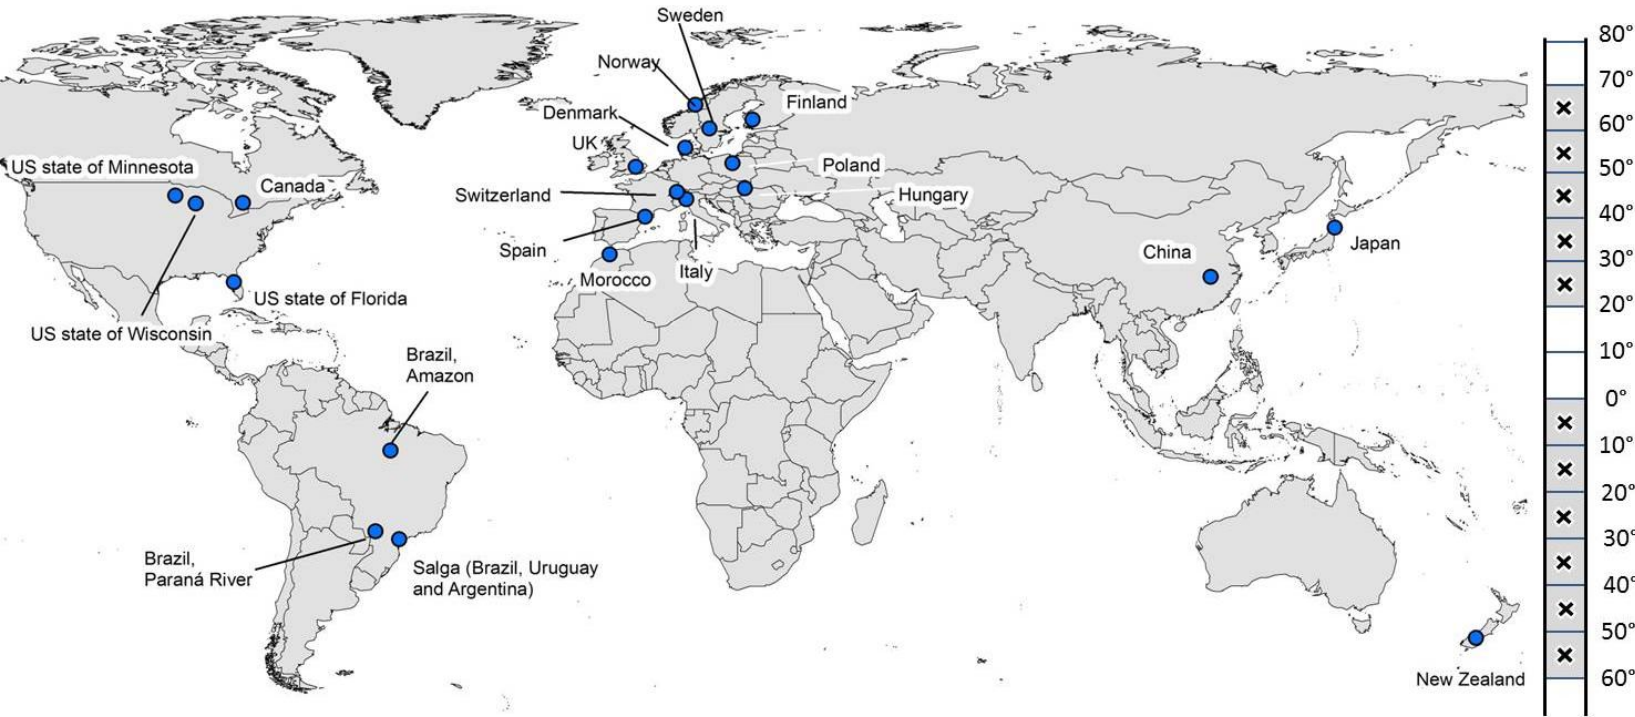 Sweden
Norway
Denmark
Finland
UK
Poland
US state of Minnesota
Canada
Switzerland
Hungary
Spain
China
Japan
Morocco
Italy
US state of Florida
US state of Wisconsin
Brazil,
Amazon
Brazil,
Paraná River
Salga (Brazil, Uruguay
and Argentina)
New Zealand
80°
70°
60°
50°
40°
30°
20°
10°
0°
10°
20°
30°
40°
50°
60°